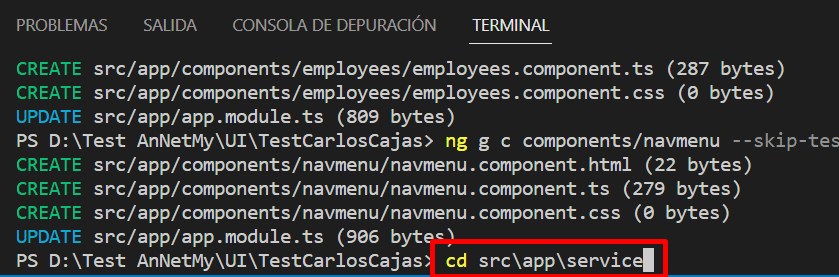 PROBLEMAS SALIDA CONSOLA DE DEPURACIÓN TERMINAL
CREATE src/app/components/employees/employees.component.ts (287 bytes)
CREATE src/app/components/employees/employees.component.css (0 bytes)
UPDATE src/app/app.module.ts (809 bytes)
PS D:\Test AnNetMy\UI\TestCarlosCajas> ng g c components/navmenu --skip-tes
CREATE src/app/components/navmenu/navmenu.component.html (22 bytes)
CREATE src/app/components/navmenu/navmenu.component.ts (279 bytes)
CREATE src/app/components/navmenu/navmenu.component.css (0 bytes)
UPDATE src/app/app.module.ts (906 bytes)
PS D:\Test AnNetMy\UI\TestCarlosCajas> cd src\app\service